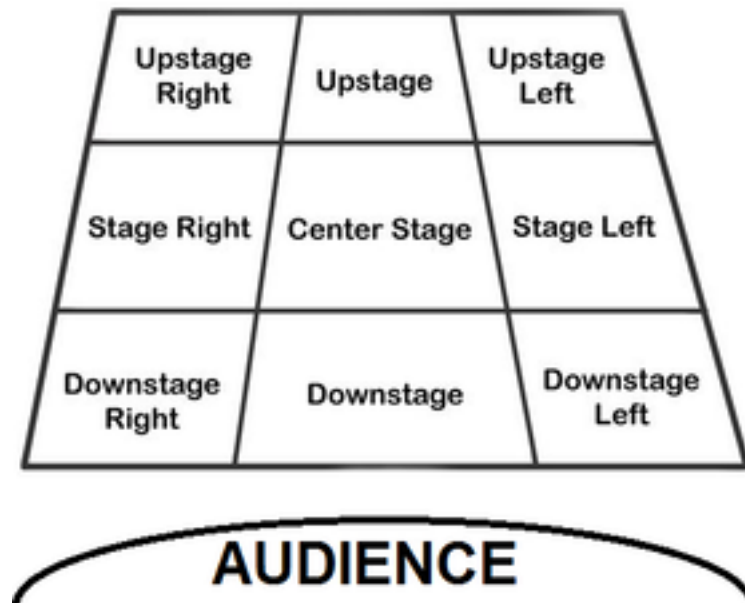 Upstage
Right
Upstage
Upstage
Left
Stage Right
Center Stage
Stage Left
Downstage
Right
Downstage
Downstage
Left
AUDIENCE